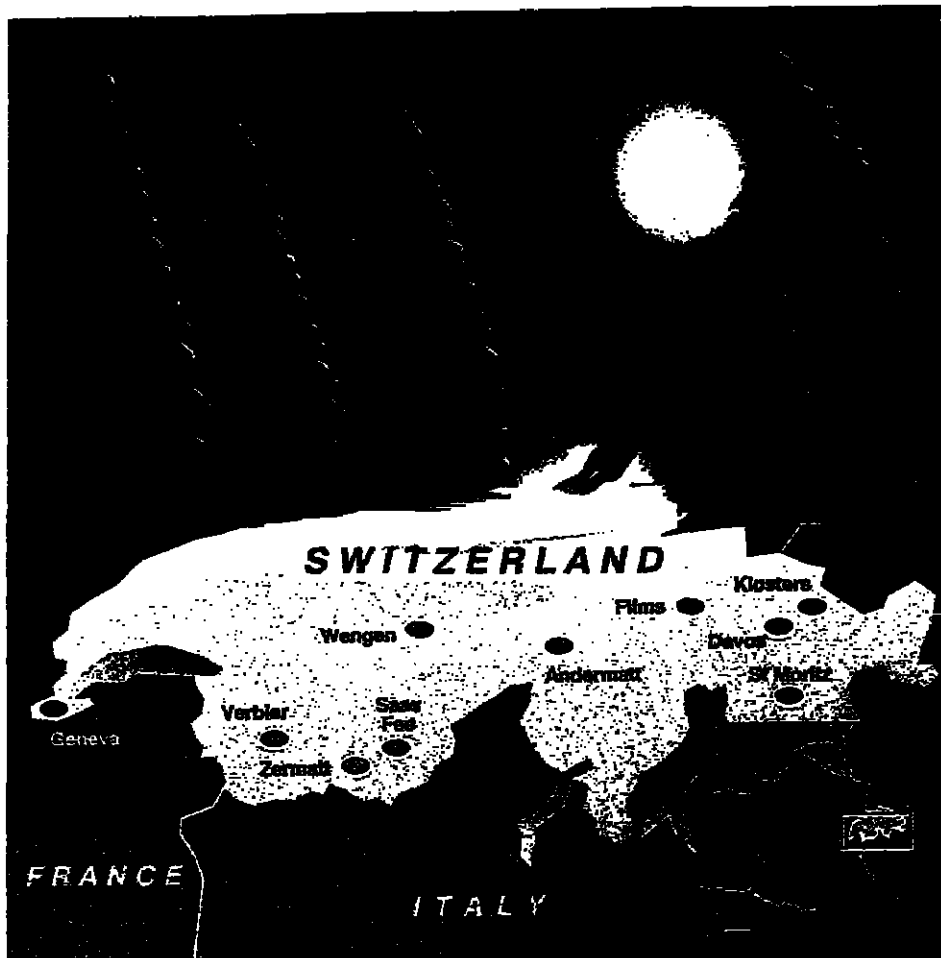 SWITZERLAND
Klosters
Flims
Wengen
Davos
Andermatt
St Moritz
Saas
Fee
Verbier
Geneva
Zermatt
FRANCE
ITALY